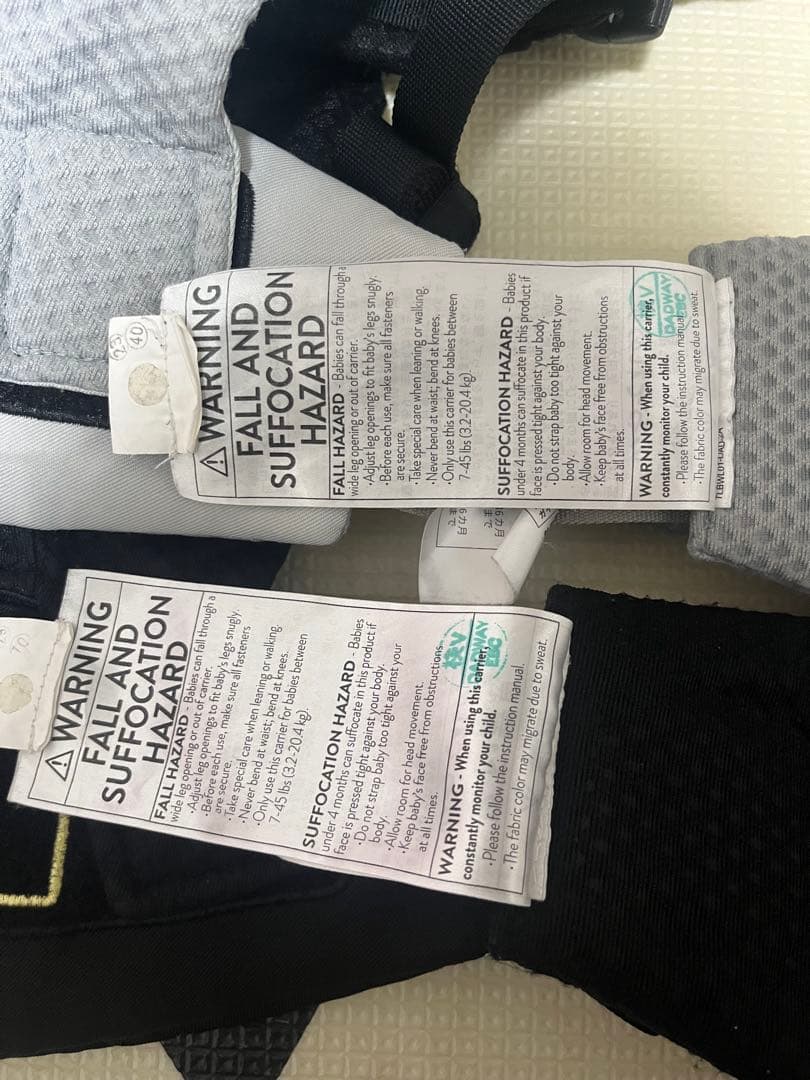 40
⚠WARNING
FALL AND
SUFFOCATION
HAZARD
FALL HAZARD - Babies can fall through a
wide leg opening or out of carrier.
·Adjust leg openings to fit baby's legs snugly.
·Before each use, make sure all fasteners
are secure.
·Take special care when leaning or walking.
·Never bend at waist; bend at knees.
·Only use this carrier for babies between
7-45 lbs (3.2-20.4 kg).
SUFFOCATION HAZARD - Babies
under 4 months can suffocate in this product if
face is pressed tight against your body.
·Do not strap baby too tight against your
body.
·Allow room for head movement.
·Keep baby's face free from obstructions
at all times.
WARNING - When using this carrier,
constantly monitor your child.
·Please follow the instruction manual.
·The fabric color may migrate due to sweat.
DADWAY
EBC
⚠WARNING
FALL AND
SUFFOCATION
HAZARD
FALL HAZARD - Babies can fall through a
wide leg opening or out of carrier.
·Adjust leg openings to fit baby's legs snugly.
·Before each use, make sure all fasteners
are secure.
·Take special care when leaning or walking.
·Never bend at waist; bend at knees.
·Only use this carrier for babies between
7-45 lbs (3.2-20.4 kg).
SUFFOCATION HAZARD - Babies
under 4 months can suffocate in this product if
face is pressed tight against your body.
·Do not strap baby too tight against your
body.
·Allow room for head movement.
·Keep baby's face free from obstructions
at all times.
WARNING - When using this carrier,
constantly monitor your child.
·Please follow the instruction manual.
·The fabric color may migrate due to sweat.
DADWAY
EBC